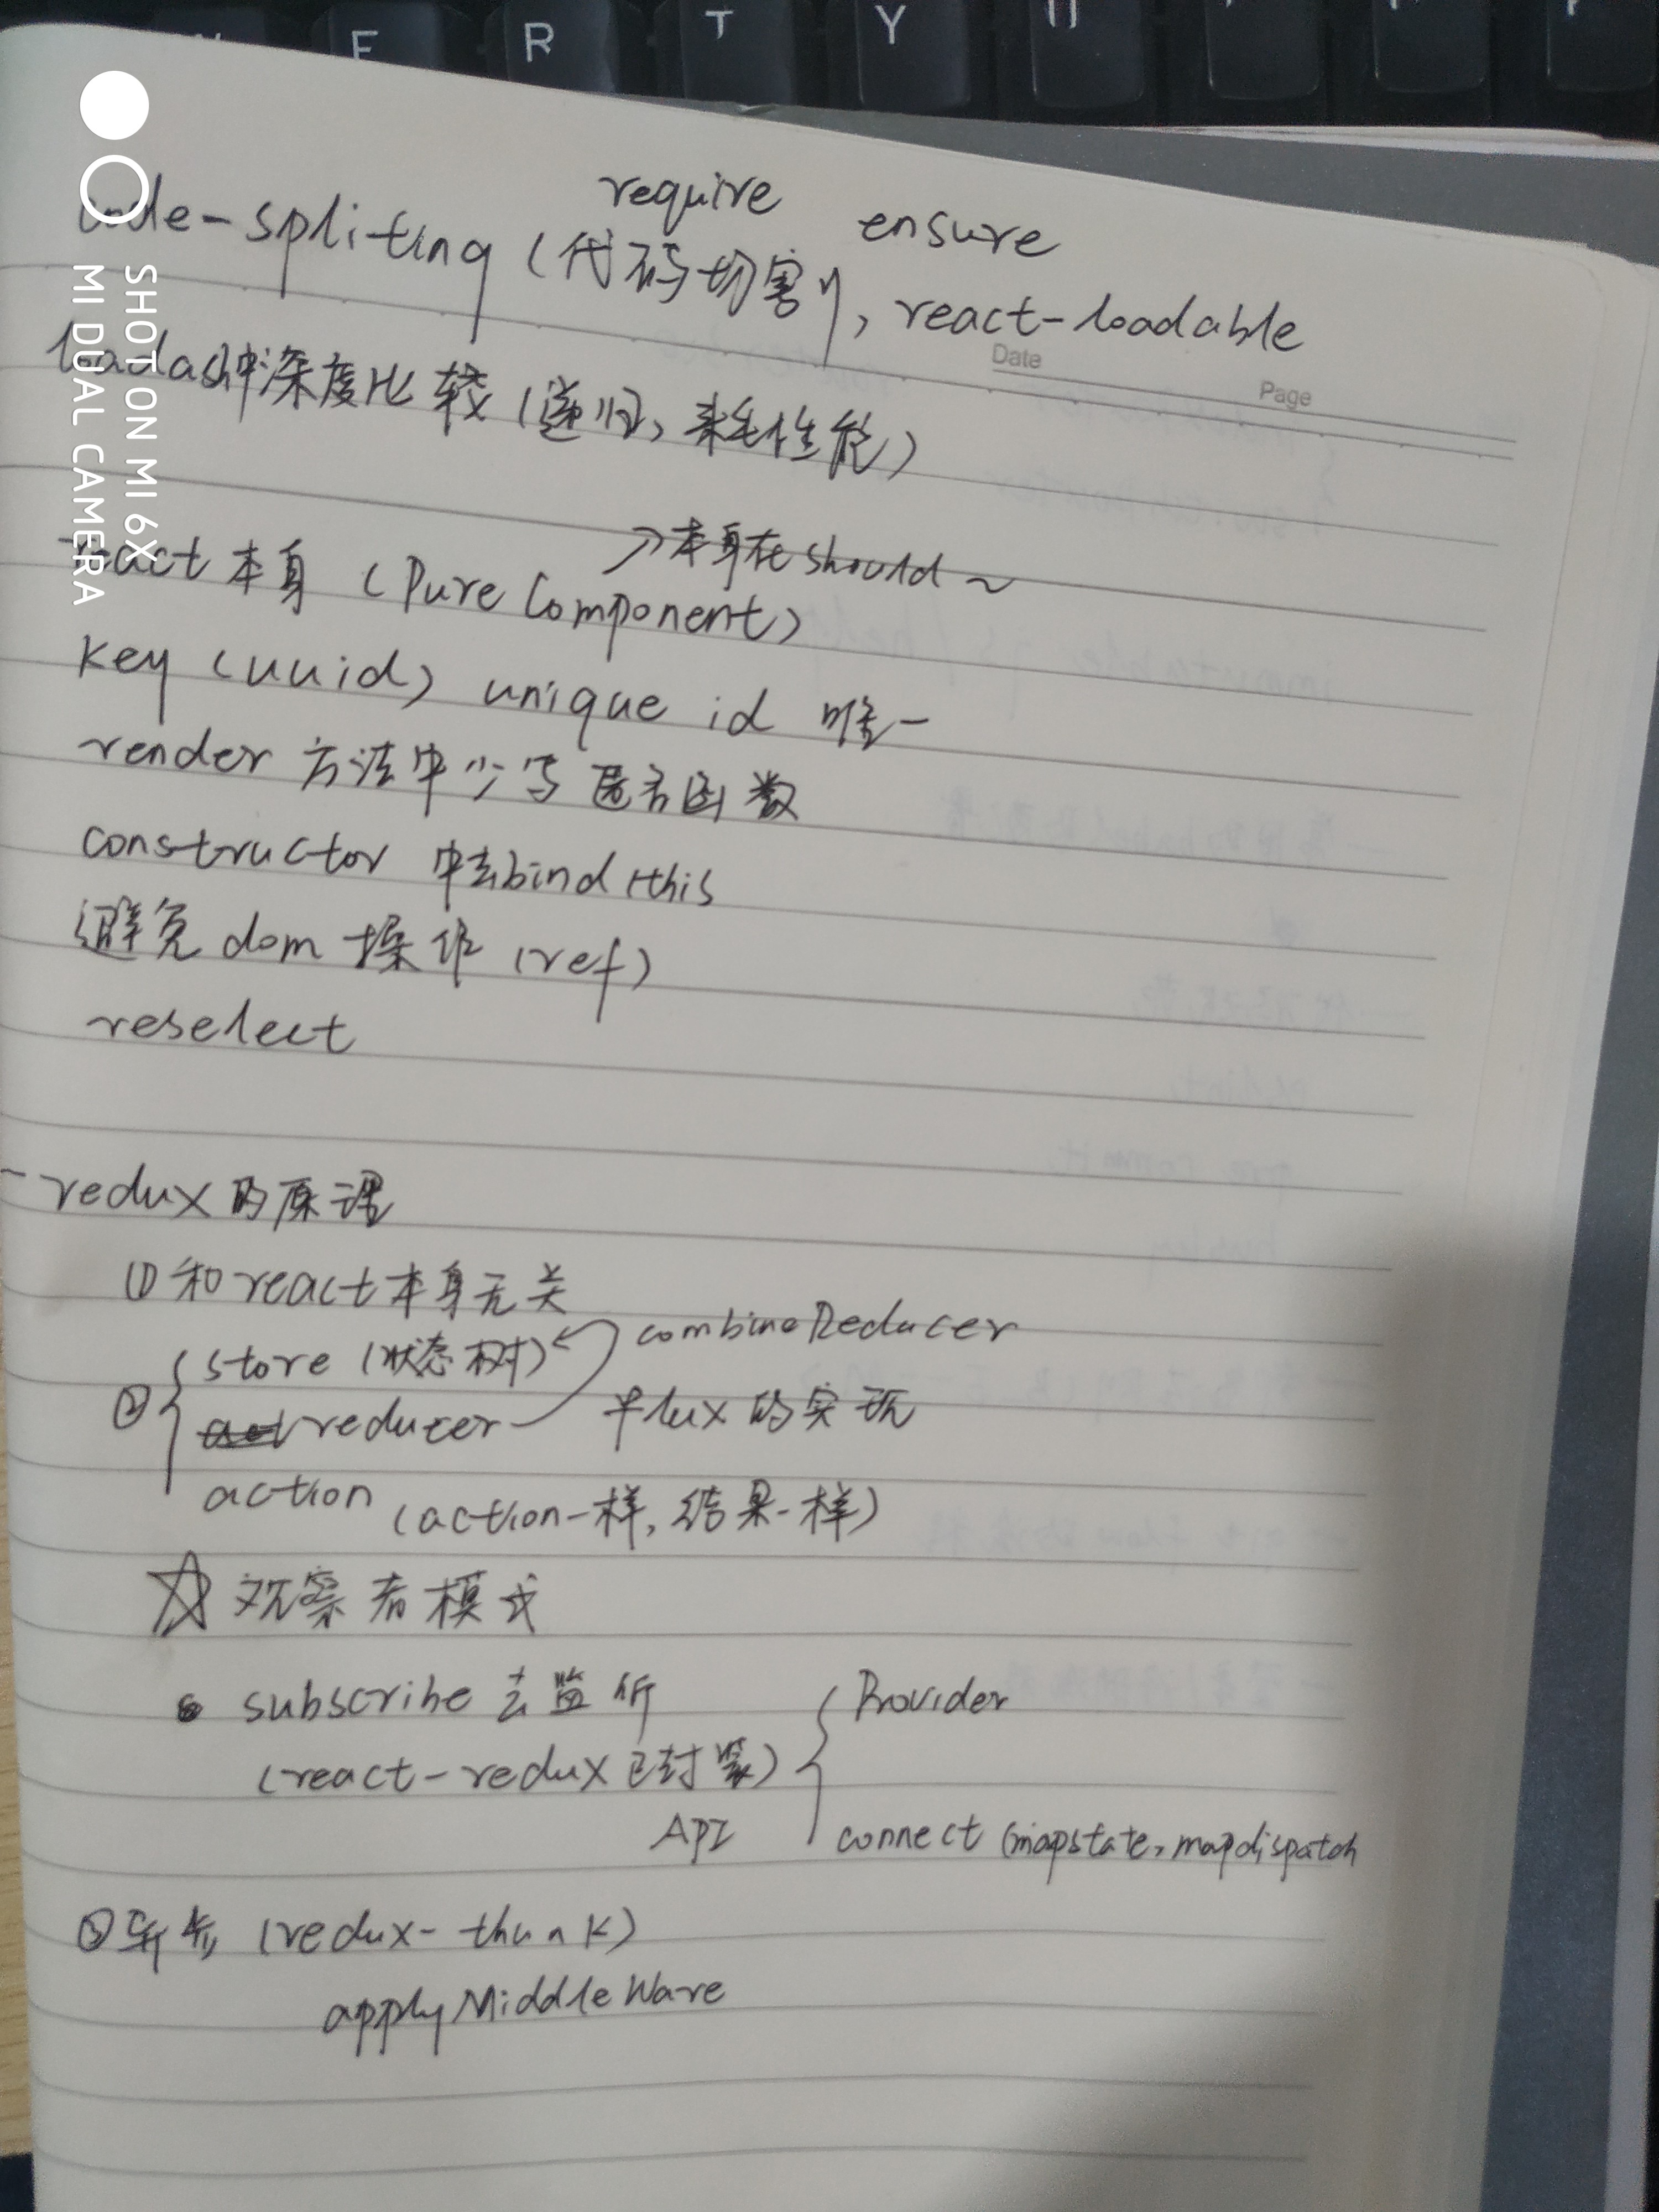 E R T Y
require ensure
code-spliting (代码切割), react-loadable
Date
Page
loadash中深度比较(递归, 耗性能)
→本身在should~
react本身 (PureComponent)
key (uuid) unique id 唯一
render 方法中少写匿名函数
constructor 中去bind this
避免dom操作 (ref)
reselect
-redux的原理
① 和react本身无关
② store (状态树) combineReducer
reducer flux的实现
action (action一样, 结果一样)
☆ 观察者模式
subscribe 去监听 Provider
(react-redux已封装)
API connect (mapstate, mapdispatch
(redux-thunk)
applyMiddleWare
SHOT ON MI 6X
MI DUAL CAMERA